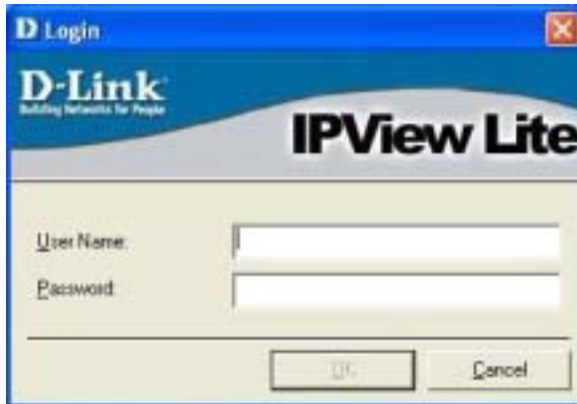 D Login
D-Link
Building Networks for People
IPView Lite
User Name:
Password:
OK
Cancel